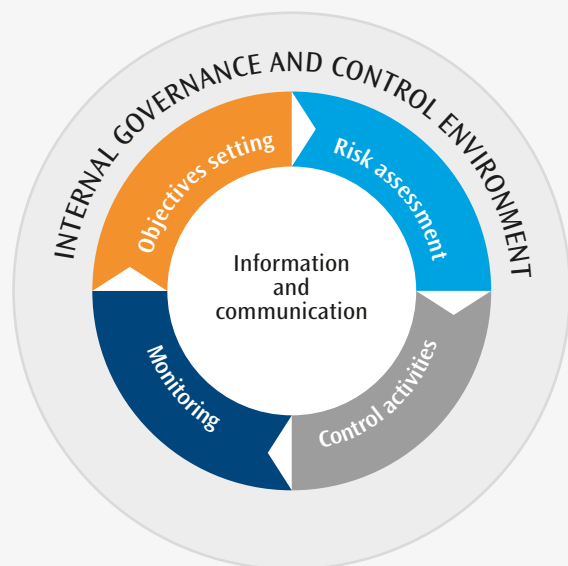 INTERNAL GOVERNANCE AND CONTROL ENVIRONMENT
Objectives setting
Risk assessment
Information
and
communication
Monitoring
Control activities